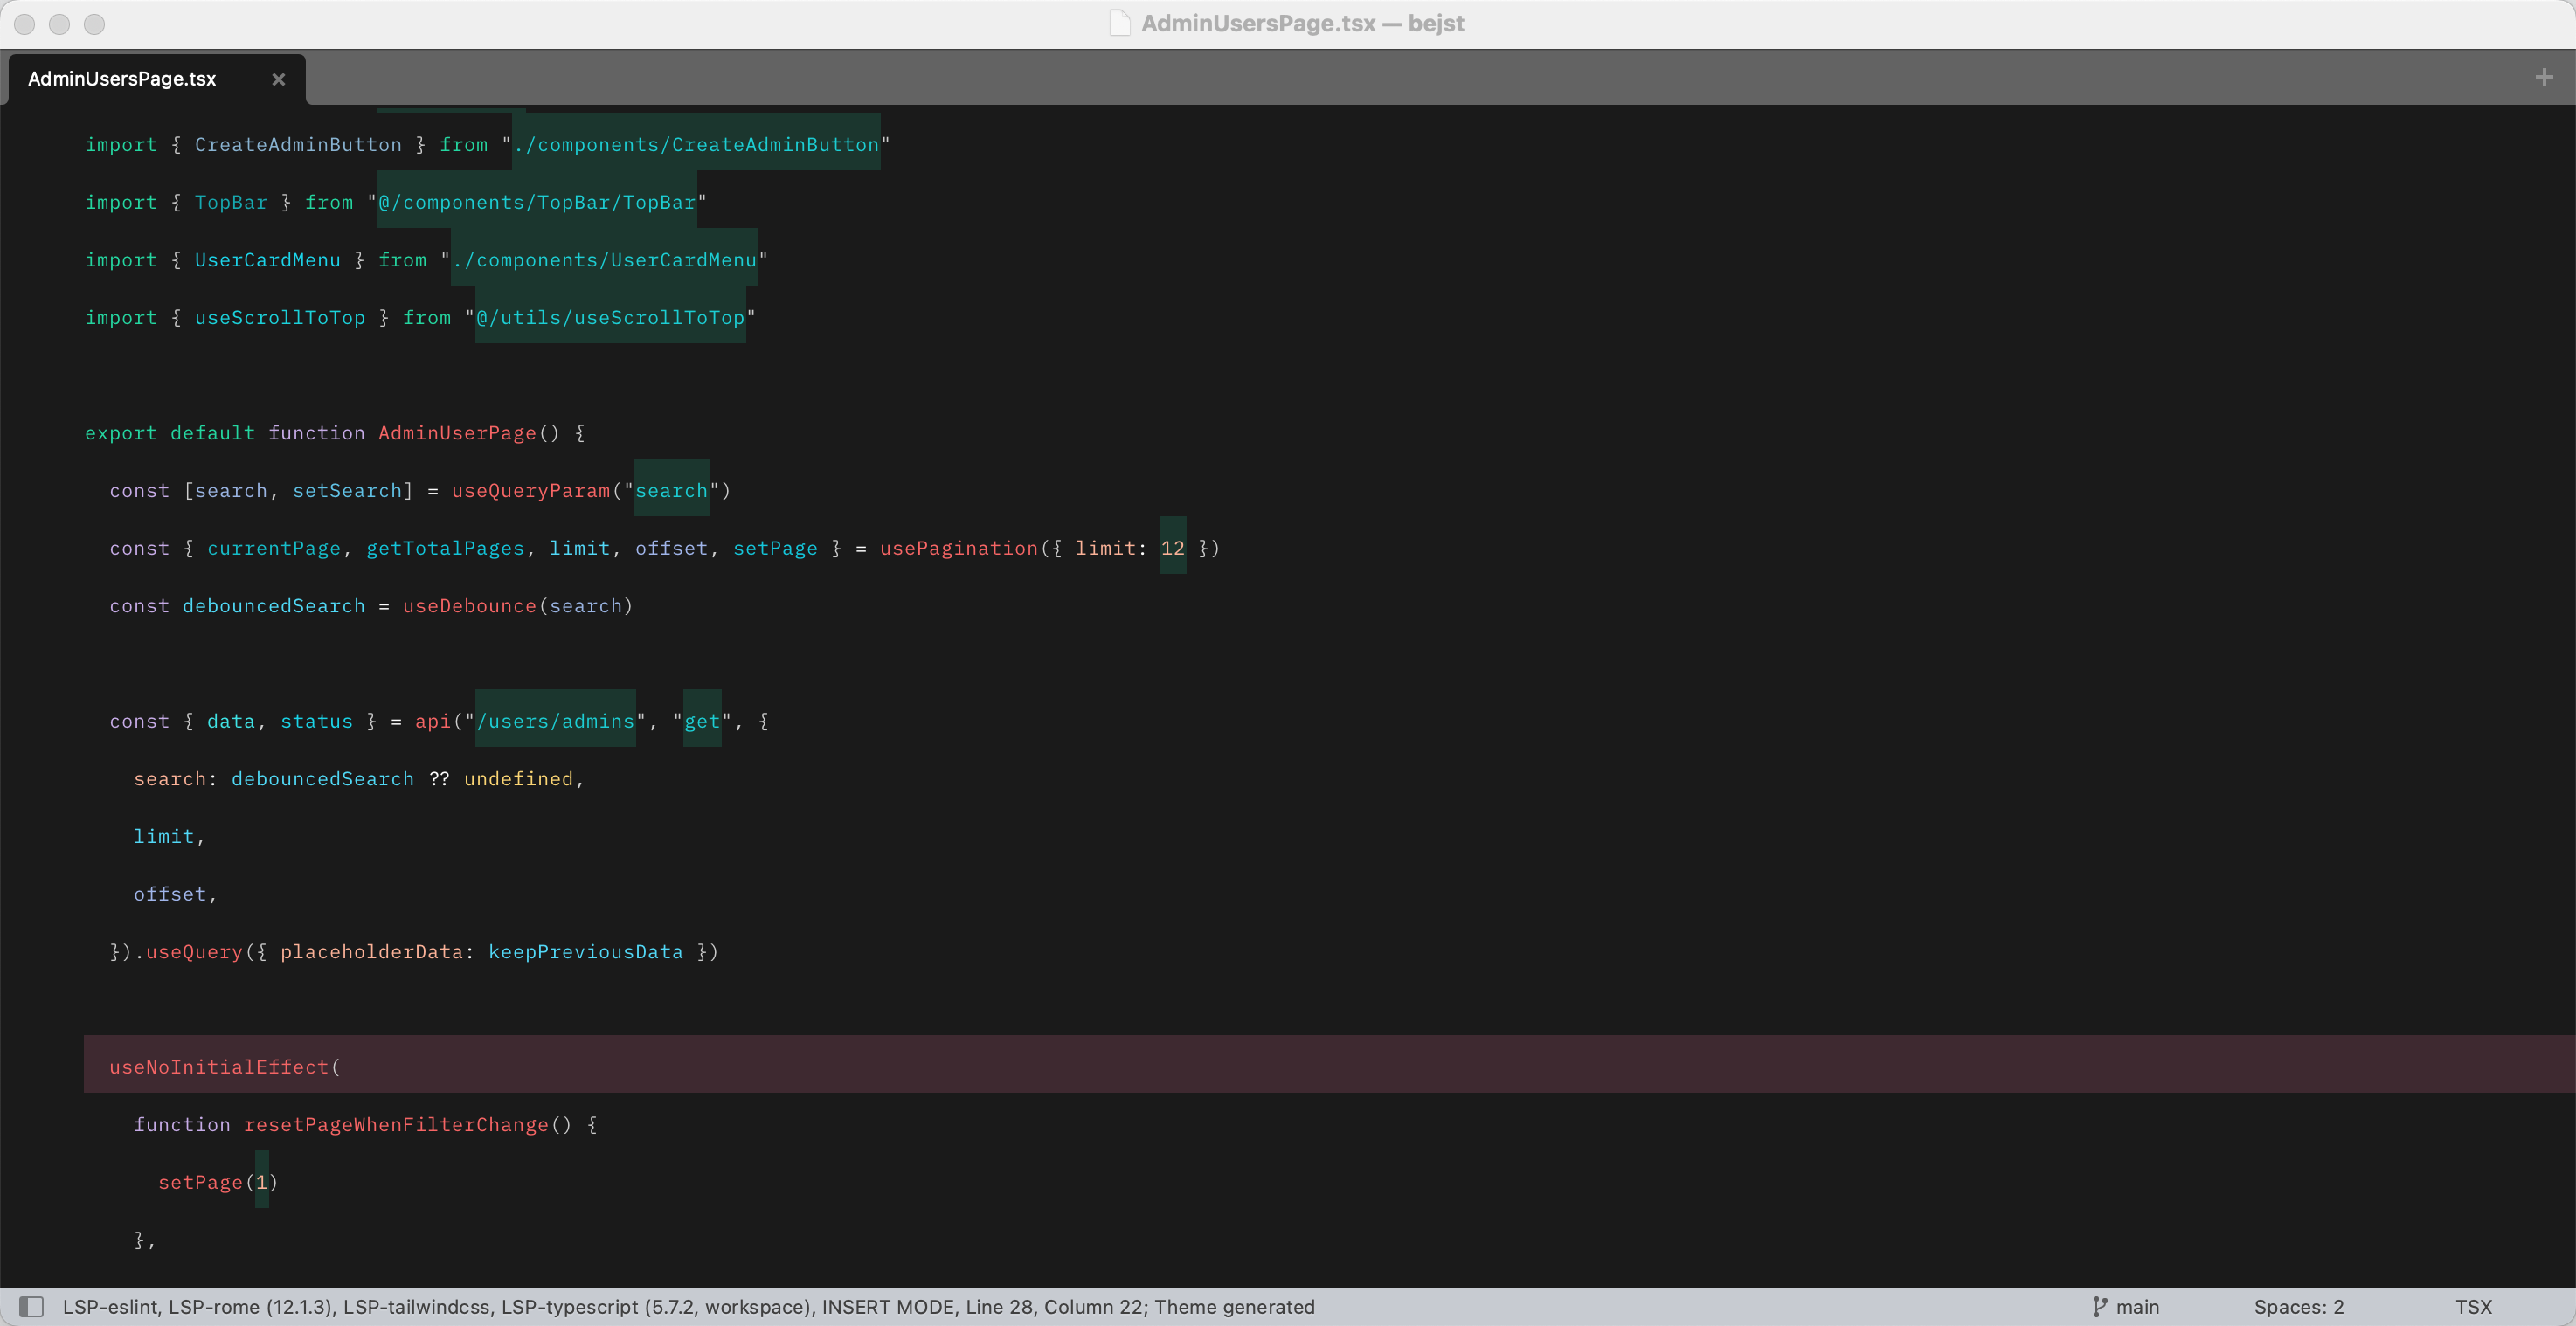 AdminUsersPage.tsx — bejst
AdminUsersPage.tsx
import { CreateAdminButton } from "./components/CreateAdminButton"
import { TopBar } from "@/components/TopBar/TopBar"
import { UserCardMenu } from "./components/UserCardMenu"
import { useScrollToTop } from "@/utils/useScrollToTop"
export default function AdminUserPage() {
const [search, setSearch] = useQueryParam("search")
const { currentPage, getTotalPages, limit, offset, setPage } = usePagination({ limit: 12 })
const debouncedSearch = useDebounce(search)
const { data, status } = api("/users/admins", "get", {
search: debouncedSearch ?? undefined,
limit,
offset,
}).useQuery({ placeholderData: keepPreviousData })
useNoInitialEffect(
function resetPageWhenFilterChange() {
setPage(1)
},
LSP-eslint, LSP-rome (12.1.3), LSP-tailwindcss, LSP-typescript (5.7.2, workspace), INSERT MODE, Line 28, Column 22; Theme generated
main
Spaces: 2
TSX